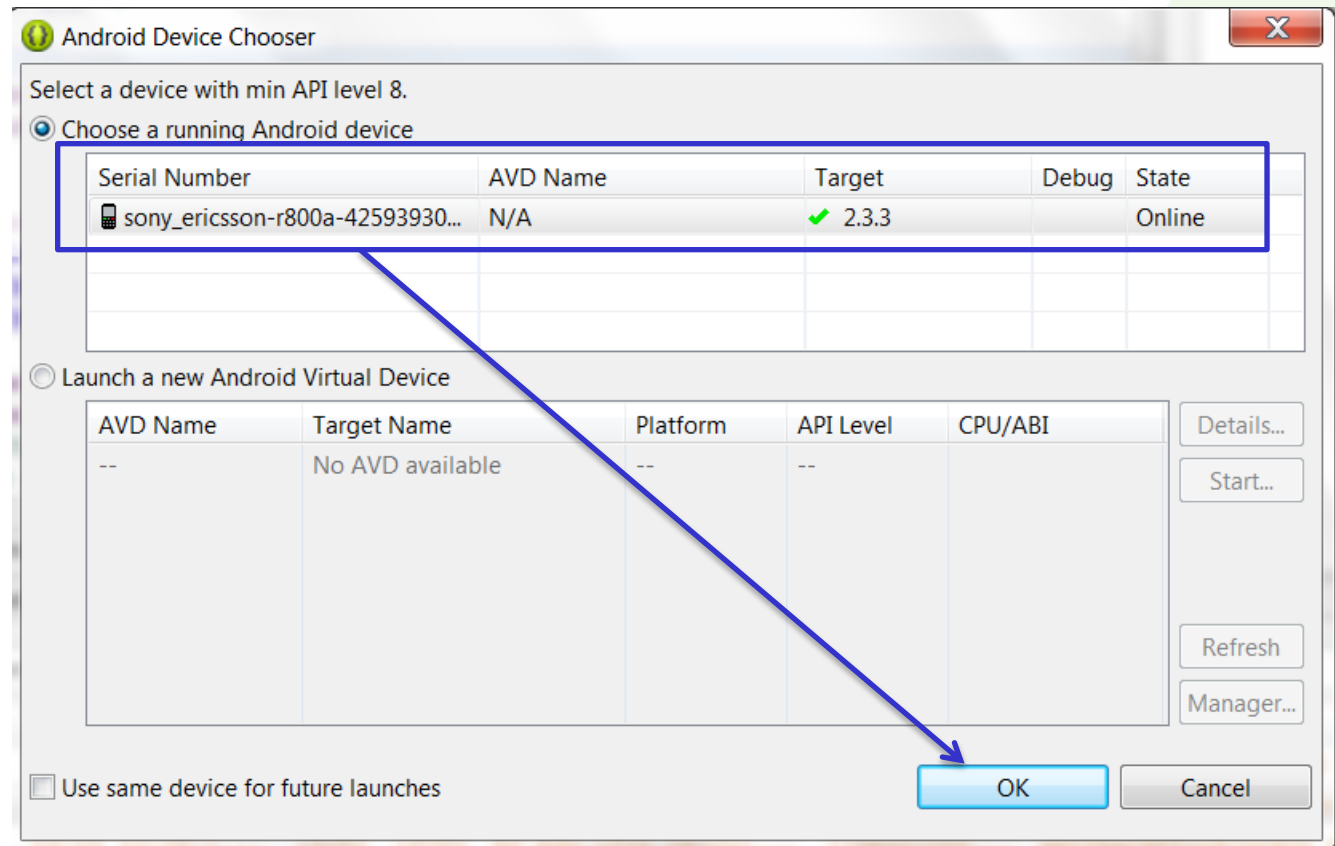 Android Device Chooser
Select a device with min API level 8.
Choose a running Android device
Serial Number AVD Name Target Debug State
sony_ericsson-r800a-42593930... N/A 2.3.3 Online
Launch a new Android Virtual Device
AVD Name Target Name Platform API Level CPU/ABI
-- No AVD available -- --
Details...
Start...
Refresh
Manager...
Use same device for future launches
OK Cancel